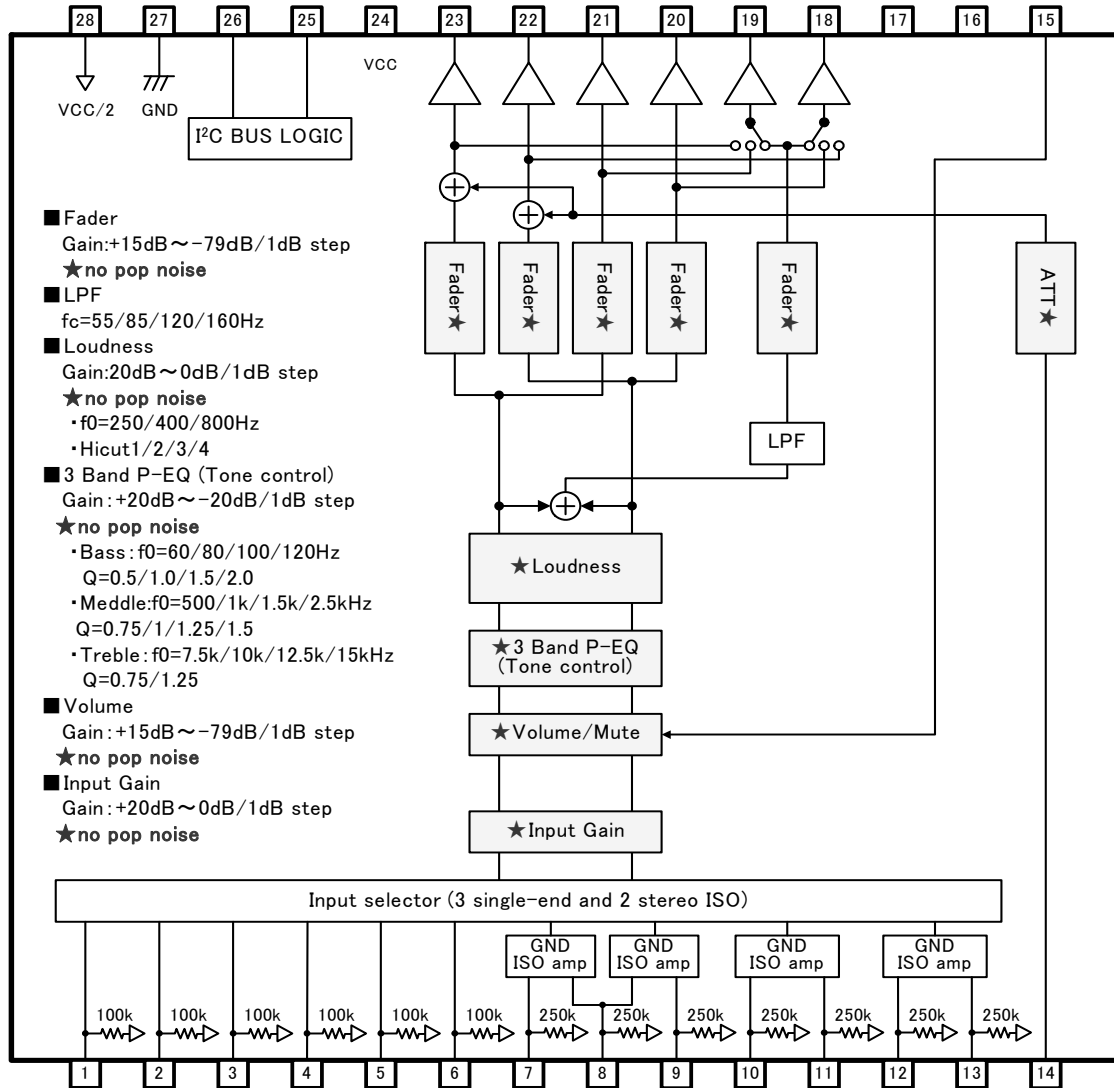 28 27 26 25 24 23 22 21 20 19 18 17 16 15
VCC/2
GND
I²C BUS LOGIC
VCC
■Fader
Gain:+15dB～-79dB/1dB step
★no pop noise
■LPF
fc=55/85/120/160Hz
■Loudness
Gain:20dB～0dB/1dB step
★no pop noise
・f0=250/400/800Hz
・Hicut1/2/3/4
■3 Band P-EQ (Tone control)
Gain:+20dB～-20dB/1dB step
★no pop noise
・Bass:f0=60/80/100/120Hz
Q=0.5/1.0/1.5/2.0
・Meddle:f0=500/1k/1.5k/2.5kHz
Q=0.75/1/1.25/1.5
・Treble:f0=7.5k/10k/12.5k/15kHz
Q=0.75/1.25
■Volume
Gain:+15dB～-79dB/1dB step
★no pop noise
■Input Gain
Gain:+20dB～0dB/1dB step
★no pop noise
Fader★
Fader★
Fader★
Fader★
Fader★
ATT★
LPF
★Loudness
★3 Band P-EQ
(Tone control)
★Volume/Mute
★Input Gain
Input selector (3 single-end and 2 stereo ISO)
GND
ISO amp
GND
ISO amp
GND
ISO amp
GND
ISO amp
100k 100k 100k 100k 100k 100k 250k 250k 250k 250k 250k 250k 250k
1 2 3 4 5 6 7 8 9 10 11 12 13 14